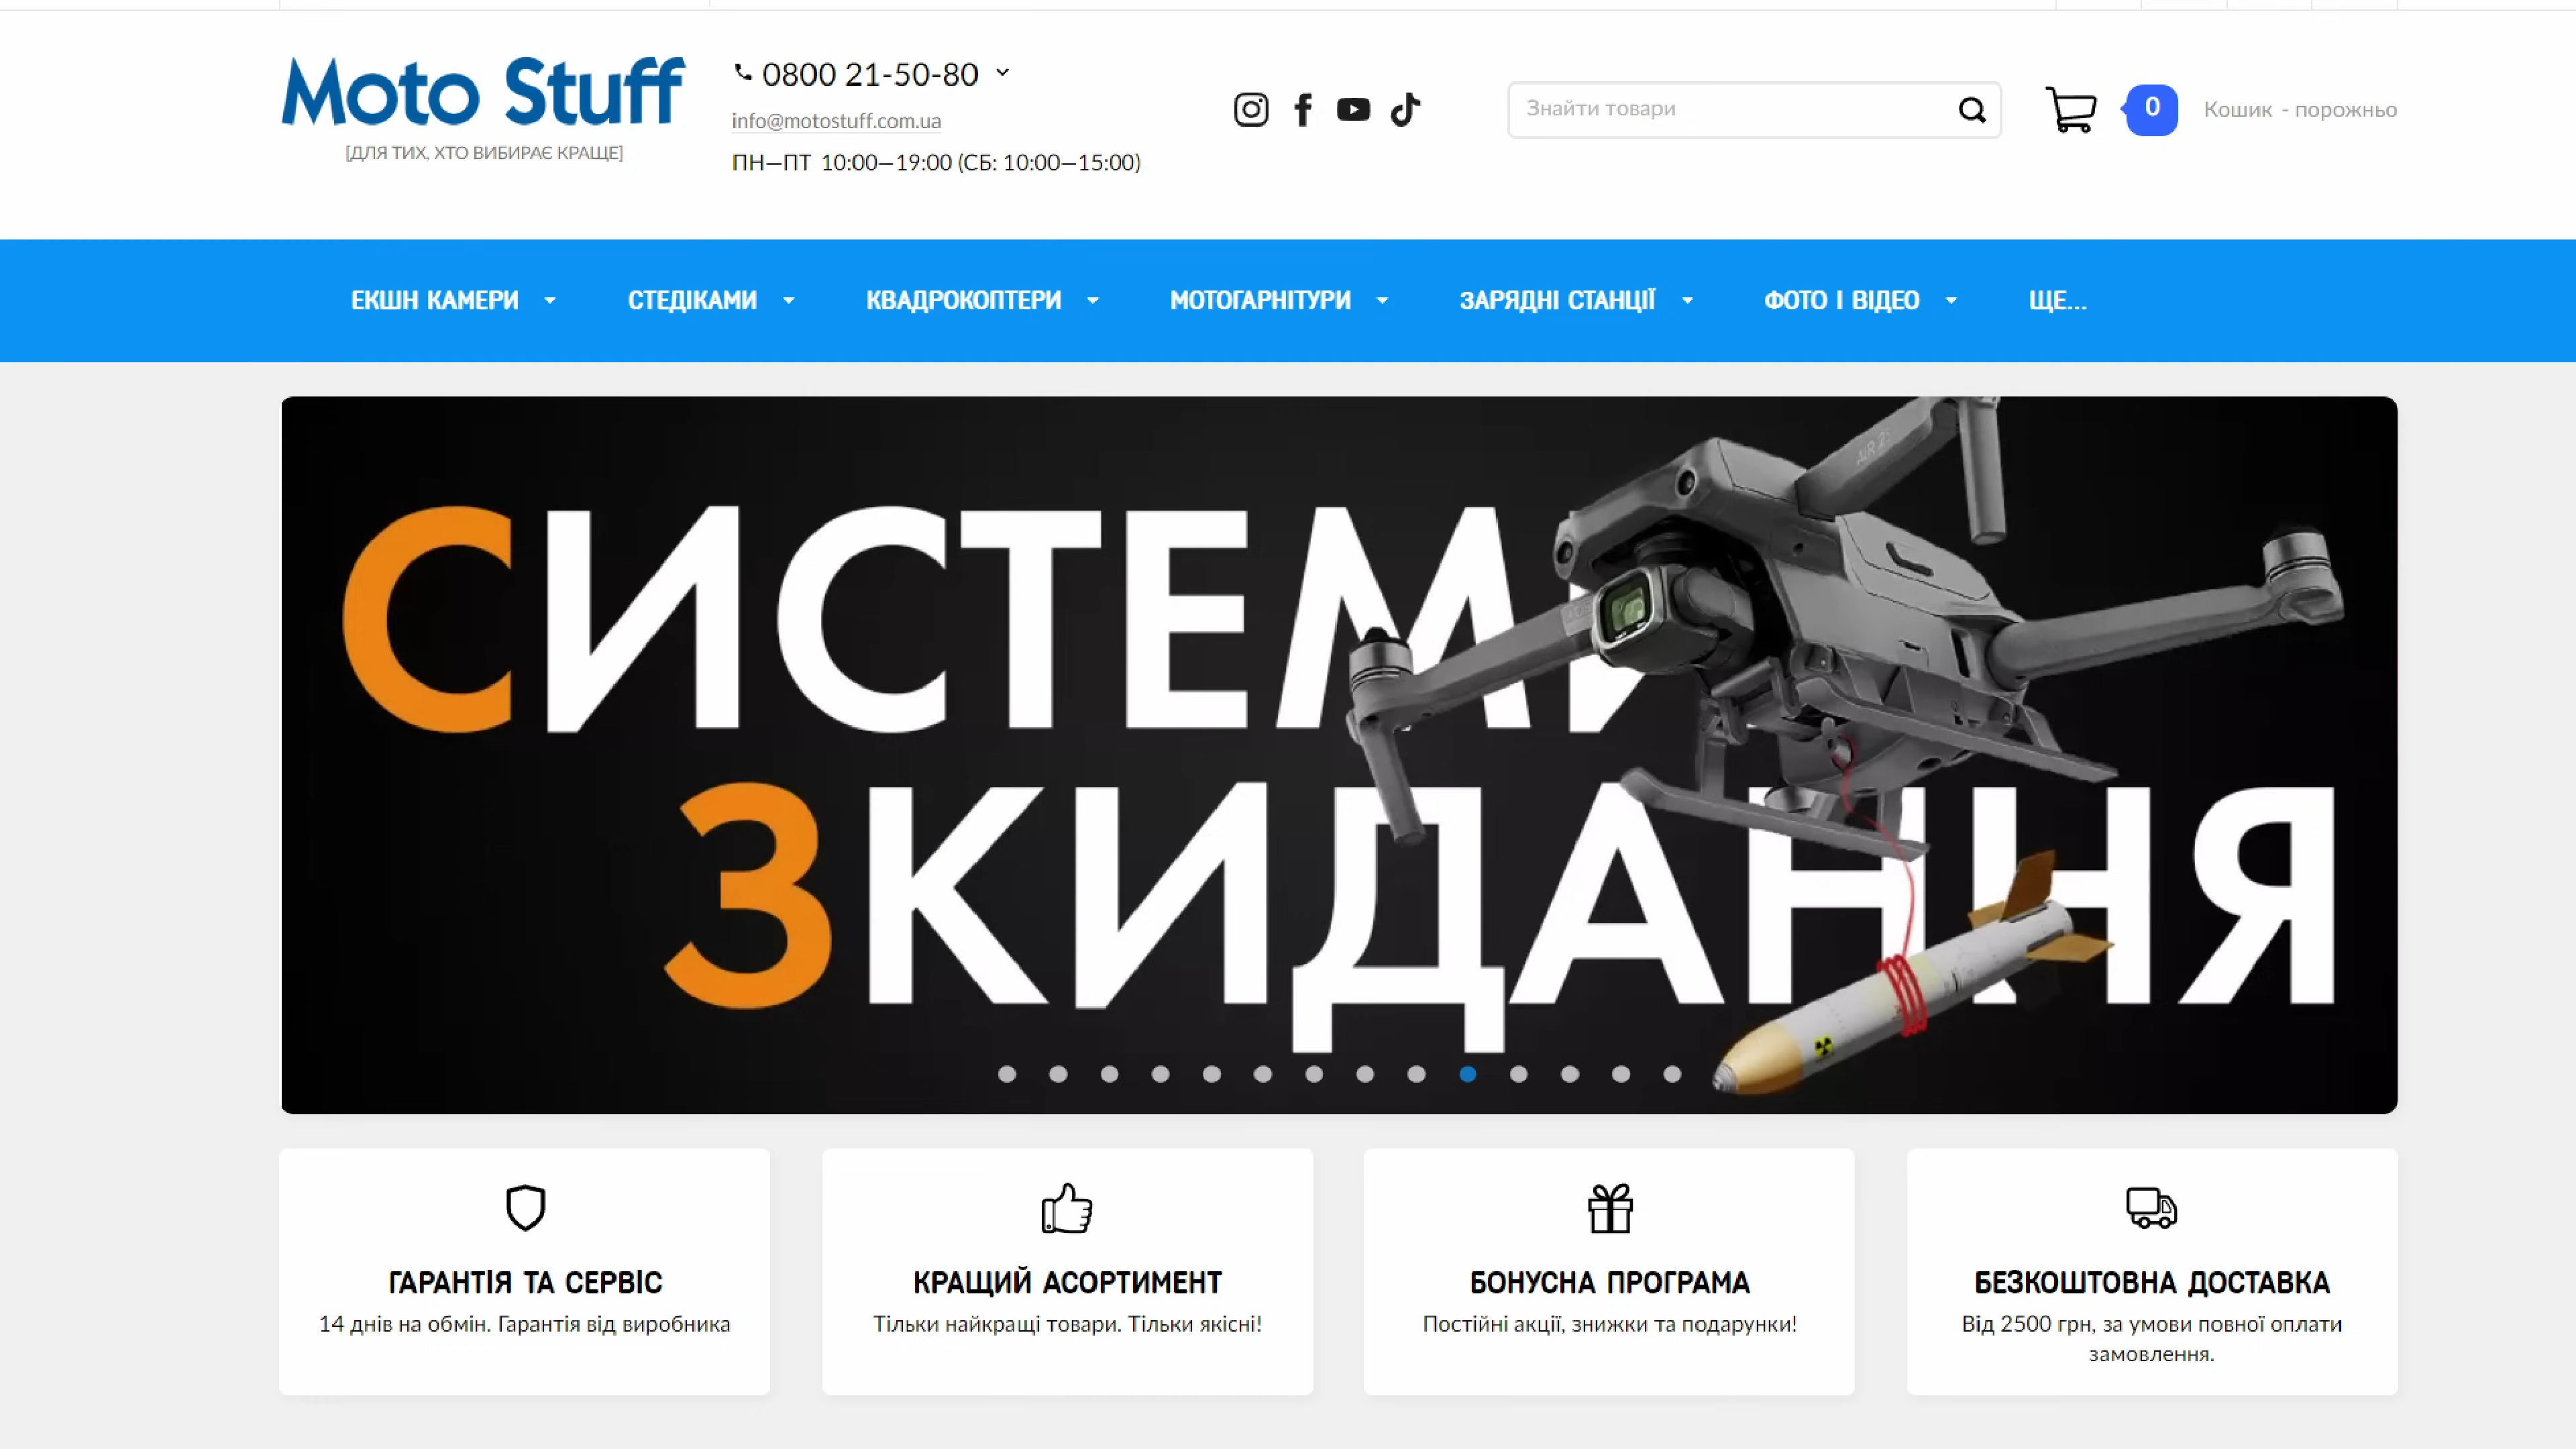 Moto Stuff
[ДЛЯ ТИХ, ХТО ВИБИРАЄ КРАЩЕ]
0800 21-50-80
info@motostuff.com.ua
ПН—ПТ 10:00—19:00 (СБ: 10:00—15:00)
Знайти товари
0
Кошик - порожньо
ЕКШН КАМЕРИ
СТЕДІКАМИ
КВАДРОКОПТЕРИ
МОТОГАРНІТУРИ
ЗАРЯДНІ СТАНЦІЇ
ФОТО І ВІДЕО
ЩЕ...
СИСТЕМИ
ЗКИДАННЯ
AIR 2S
ГАРАНТІЯ ТА СЕРВІС
14 днів на обмін. Гарантія від виробника
КРАЩИЙ АСОРТИМЕНТ
Тільки найкращі товари. Тільки якісні!
БОНУСНА ПРОГРАМА
Постійні акції, знижки та подарунки!
БЕЗКОШТОВНА ДОСТАВКА
Від 2500 грн, за умови повної оплати
замовлення.